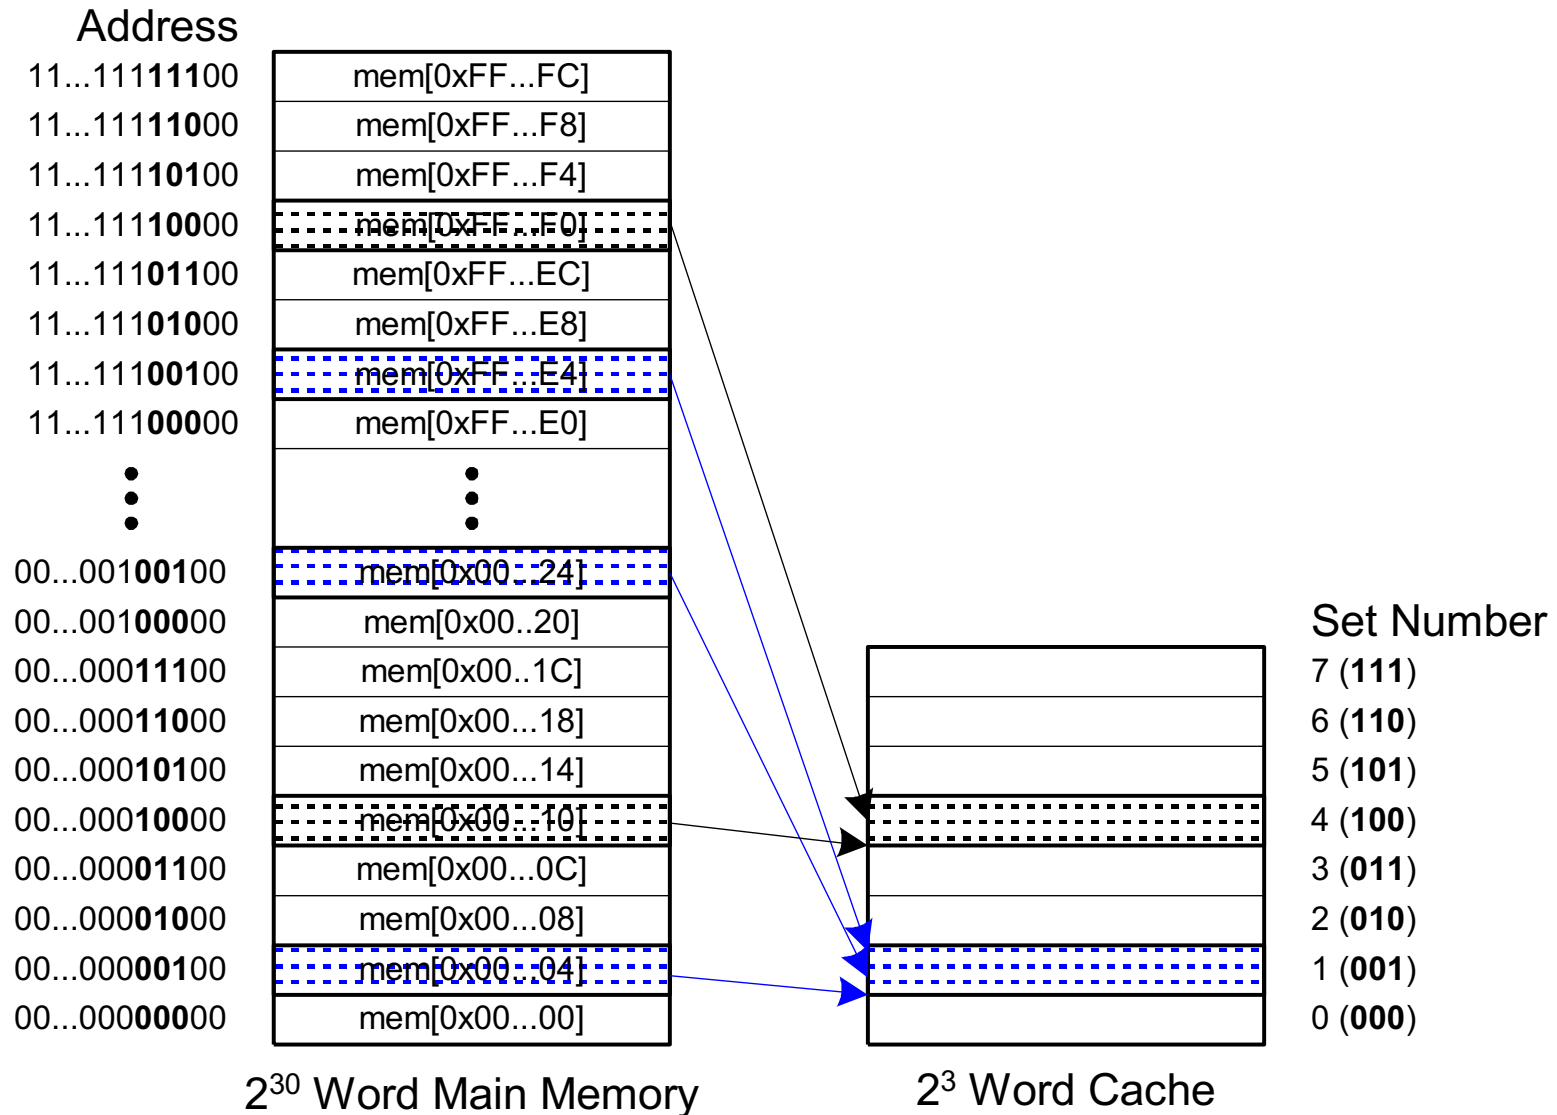 Address
11...11111100 mem[0xFF...FC]
11...11111000 mem[0xFF...F8]
11...11110100 mem[0xFF...F4]
11...11110000 mem[0xFF...F0]
11...11101100 mem[0xFF...EC]
11...11101000 mem[0xFF...E8]
11...11100100 mem[0xFF...E4]
11...11100000 mem[0xFF...E0]
00...00100100 mem[0x00...24]
00...00100000 mem[0x00..20] Set Number
00...00011100 mem[0x00..1C] 7 (111)
00...00011000 mem[0x00...18] 6 (110)
00...00010100 mem[0x00...14] 5 (101)
00...00010000 mem[0x00...10] 4 (100)
00...00001100 mem[0x00...0C] 3 (011)
00...00001000 mem[0x00...08] 2 (010)
00...00000100 mem[0x00...04] 1 (001)
00...00000000 mem[0x00...00] 0 (000)
2³⁰ Word Main Memory 2³ Word Cache